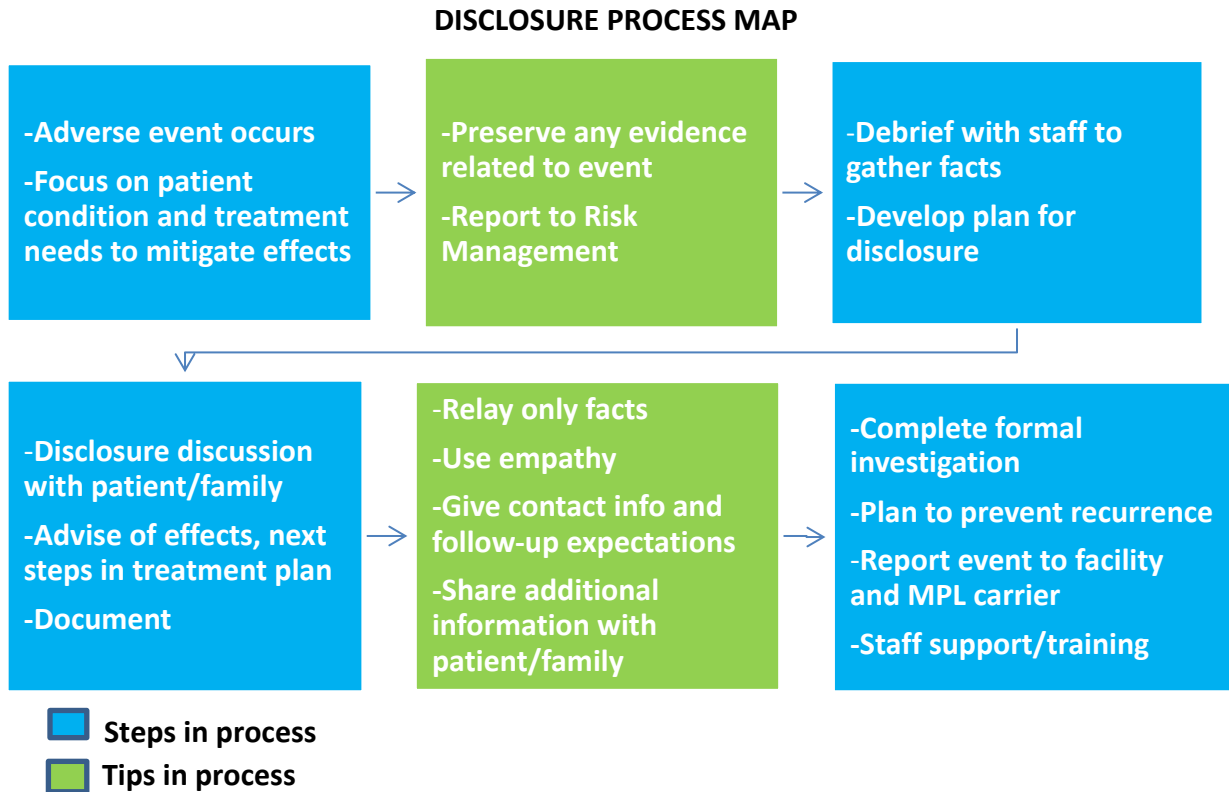 DISCLOSURE PROCESS MAP
-Adverse event occurs
-Focus on patient
condition and treatment
needs to mitigate effects
-Preserve any evidence
related to event
-Report to Risk
Management
-Debrief with staff to
gather facts
-Develop plan for
disclosure
-Disclosure discussion
with patient/family
-Advise of effects, next
steps in treatment plan
-Document
-Relay only facts
-Use empathy
-Give contact info and
follow-up expectations
-Share additional
information with
patient/family
-Complete formal
investigation
-Plan to prevent recurrence
-Report event to facility
and MPL carrier
-Staff support/training
Steps in process
Tips in process